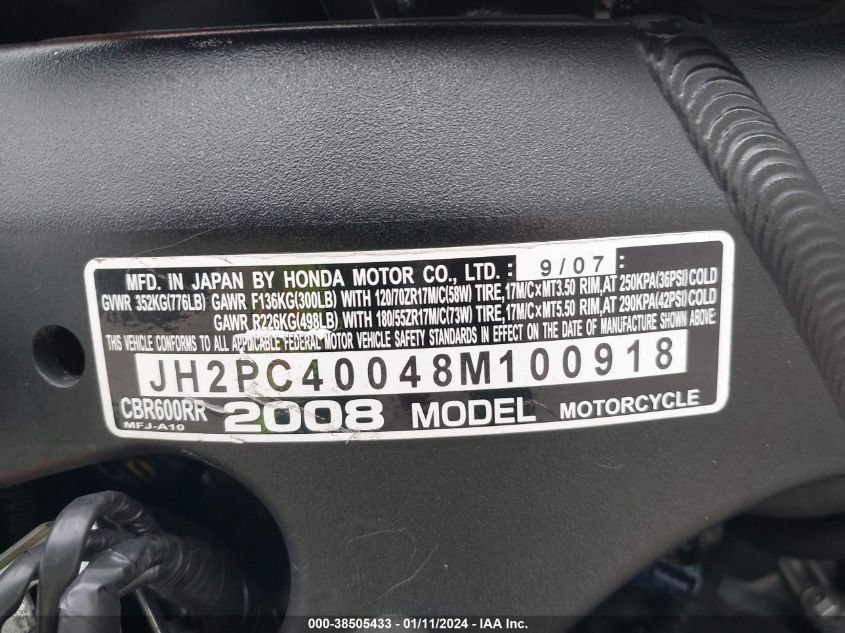 MFD. IN JAPAN BY HONDA MOTOR CO., LTD. : 9/07 :
GVWR 352KG(776LB) GAWR F136KG(300LB) WITH 120/70ZR17M/C(58W) TIRE,17M/C×MT3.50 RIM,AT 250KPA(36PSI)COLD
GAWR R226KG(498LB) WITH 180/55ZR17M/C(73W) TIRE,17M/C×MT5.50 RIM,AT 290KPA(42PSI)COLD
THIS VEHICLE CONFORMS TO ALL APPLICABLE FEDERAL MOTOR VEHICLE SAFETY STANDARDS IN EFFECT ON THE DATE OF MANUFACTURE SHOWN ABOVE.
JH2PC40048M100918
CBR600RR 2008 MODEL MOTORCYCLE
MFJ-A10
000-38505433 - 01/11/2024 - IAA Inc.